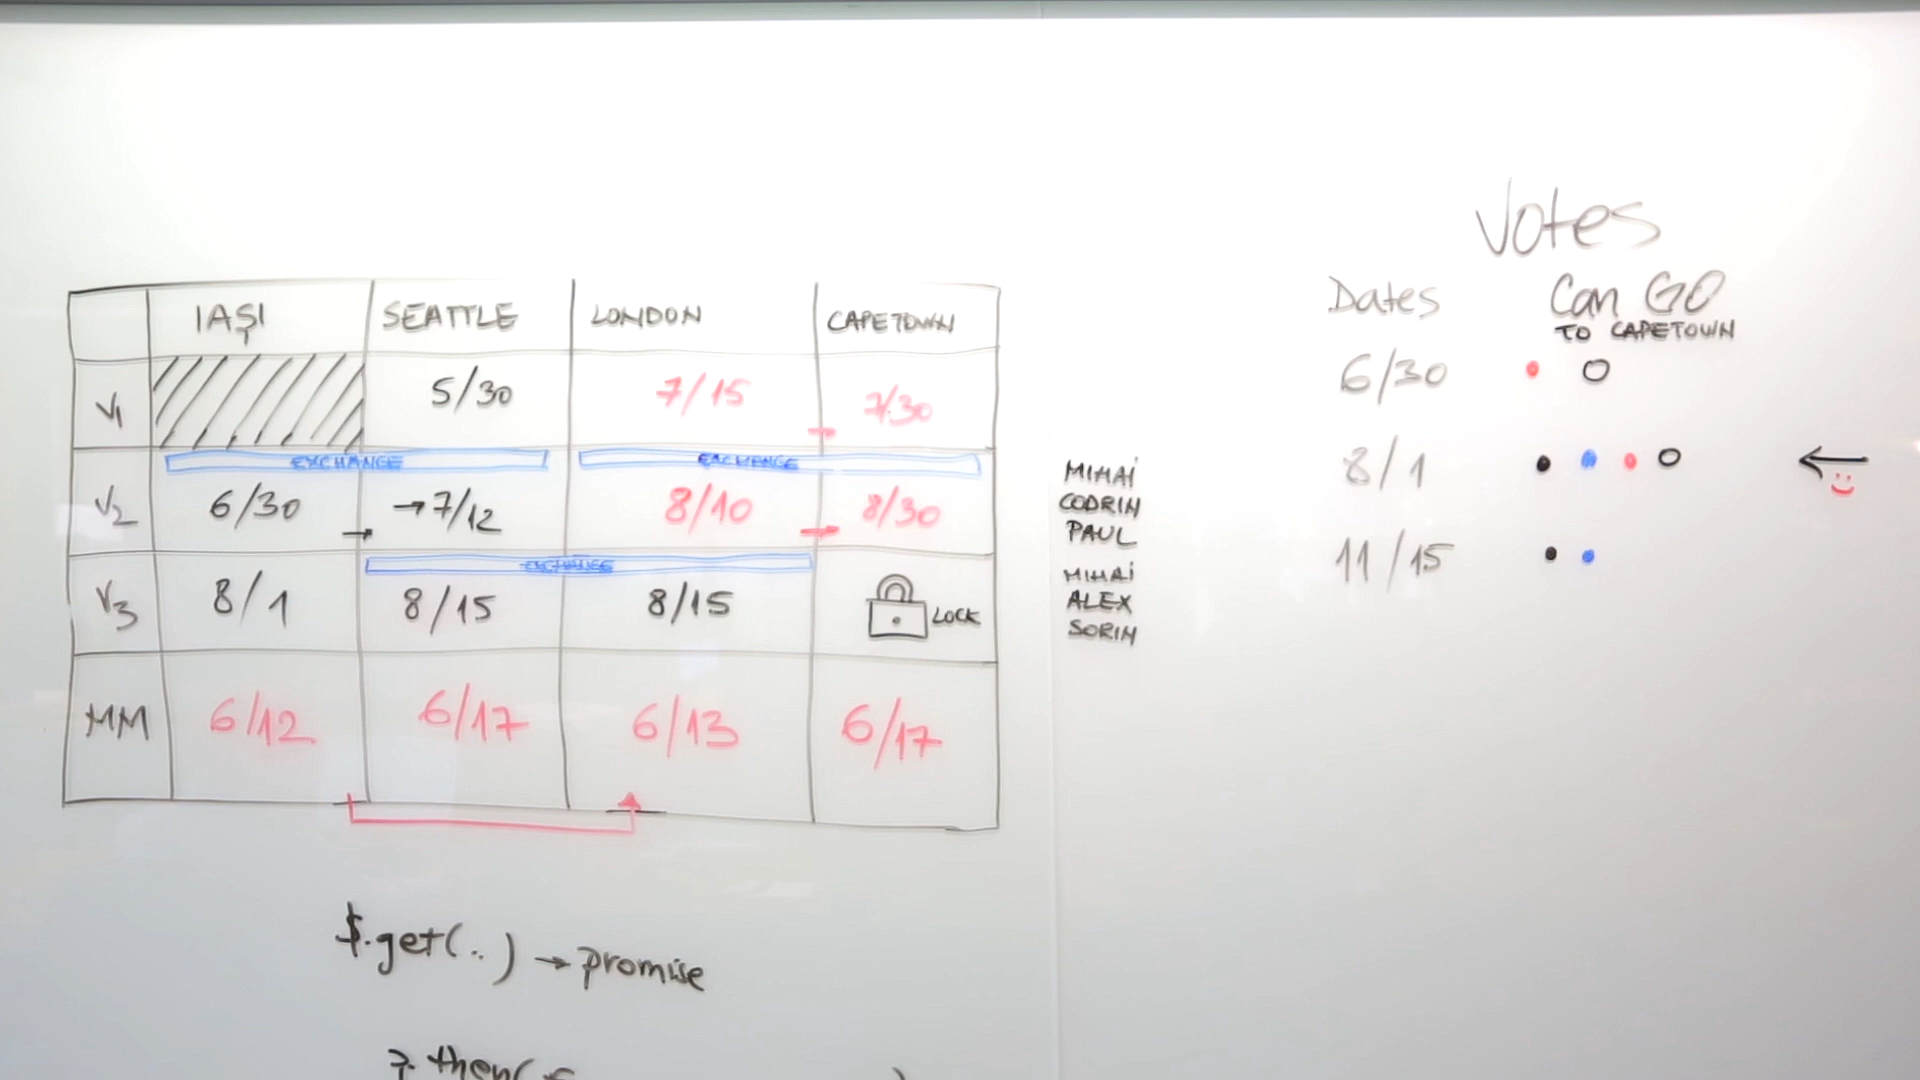 IAȘI SEATTLE LONDON CAPETOWN
V1 5/30 7/15 7/30
EXCHANGE EXCHANGE
V2 6/30 →7/12 8/10 8/30
EXCHANGE
V3 8/1 8/15 8/15 LOCK
MM 6/12 6/17 6/13 6/17
$.get(..) → promise
?. then(
MIHAI
CODRIN
PAUL
MIHAI
ALEX
SORIN
Votes
Dates Can GO
TO CAPETOWN
6/30
8/1
11/15